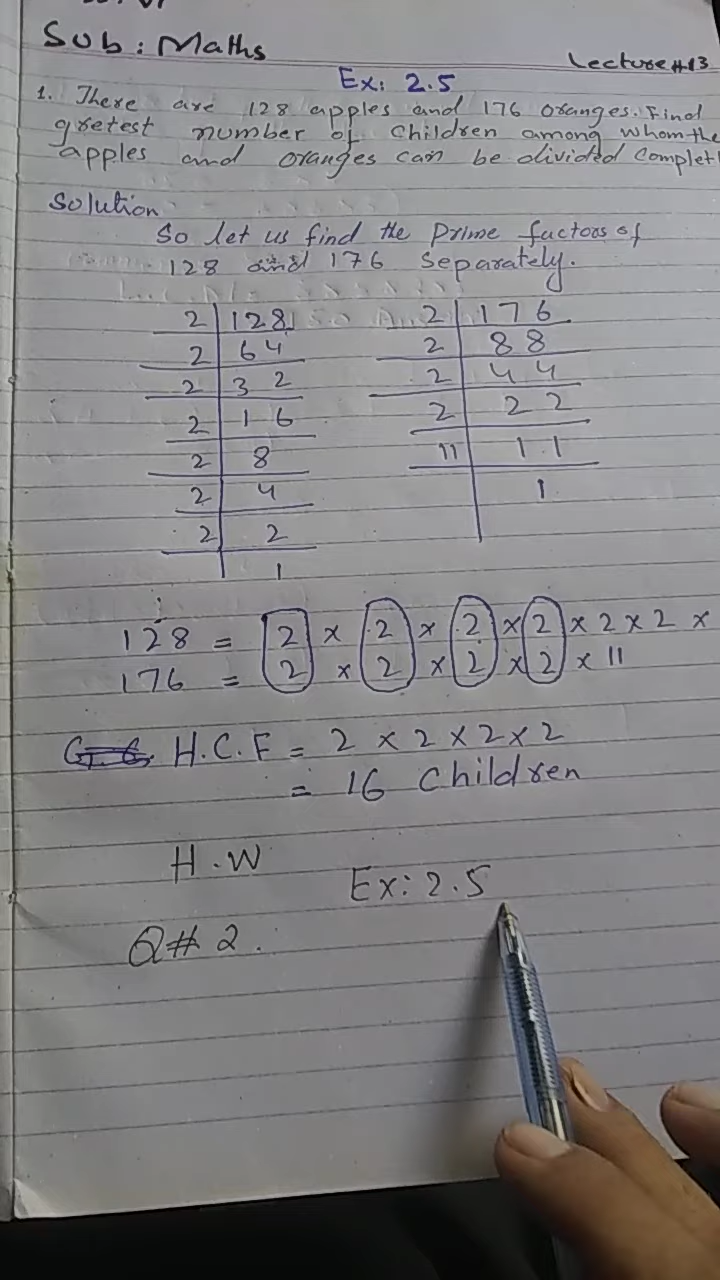 Sub: Maths
Lecture#13
Ex: 2.5
1. There are 128 apples and 176 oranges. Find
gretest number of children among whom the
apples and oranges can be divided complet
Solution
So let us find the prime factors of
128 and 176 separately.
2 | 128 2 | 176
2 | 64 2 | 88
2 | 32 2 | 44
2 | 16 2 | 22
2 | 8 11 | 11
2 | 4 1
2 | 2
1
128 = 2 x 2 x 2 x 2 x 2 x 2 x
176 = 2 x 2 x 2 x 2 x 11
H.C.F = 2 x 2 x 2 x 2
= 16 Children
H.W
Ex: 2.5
Q# 2.